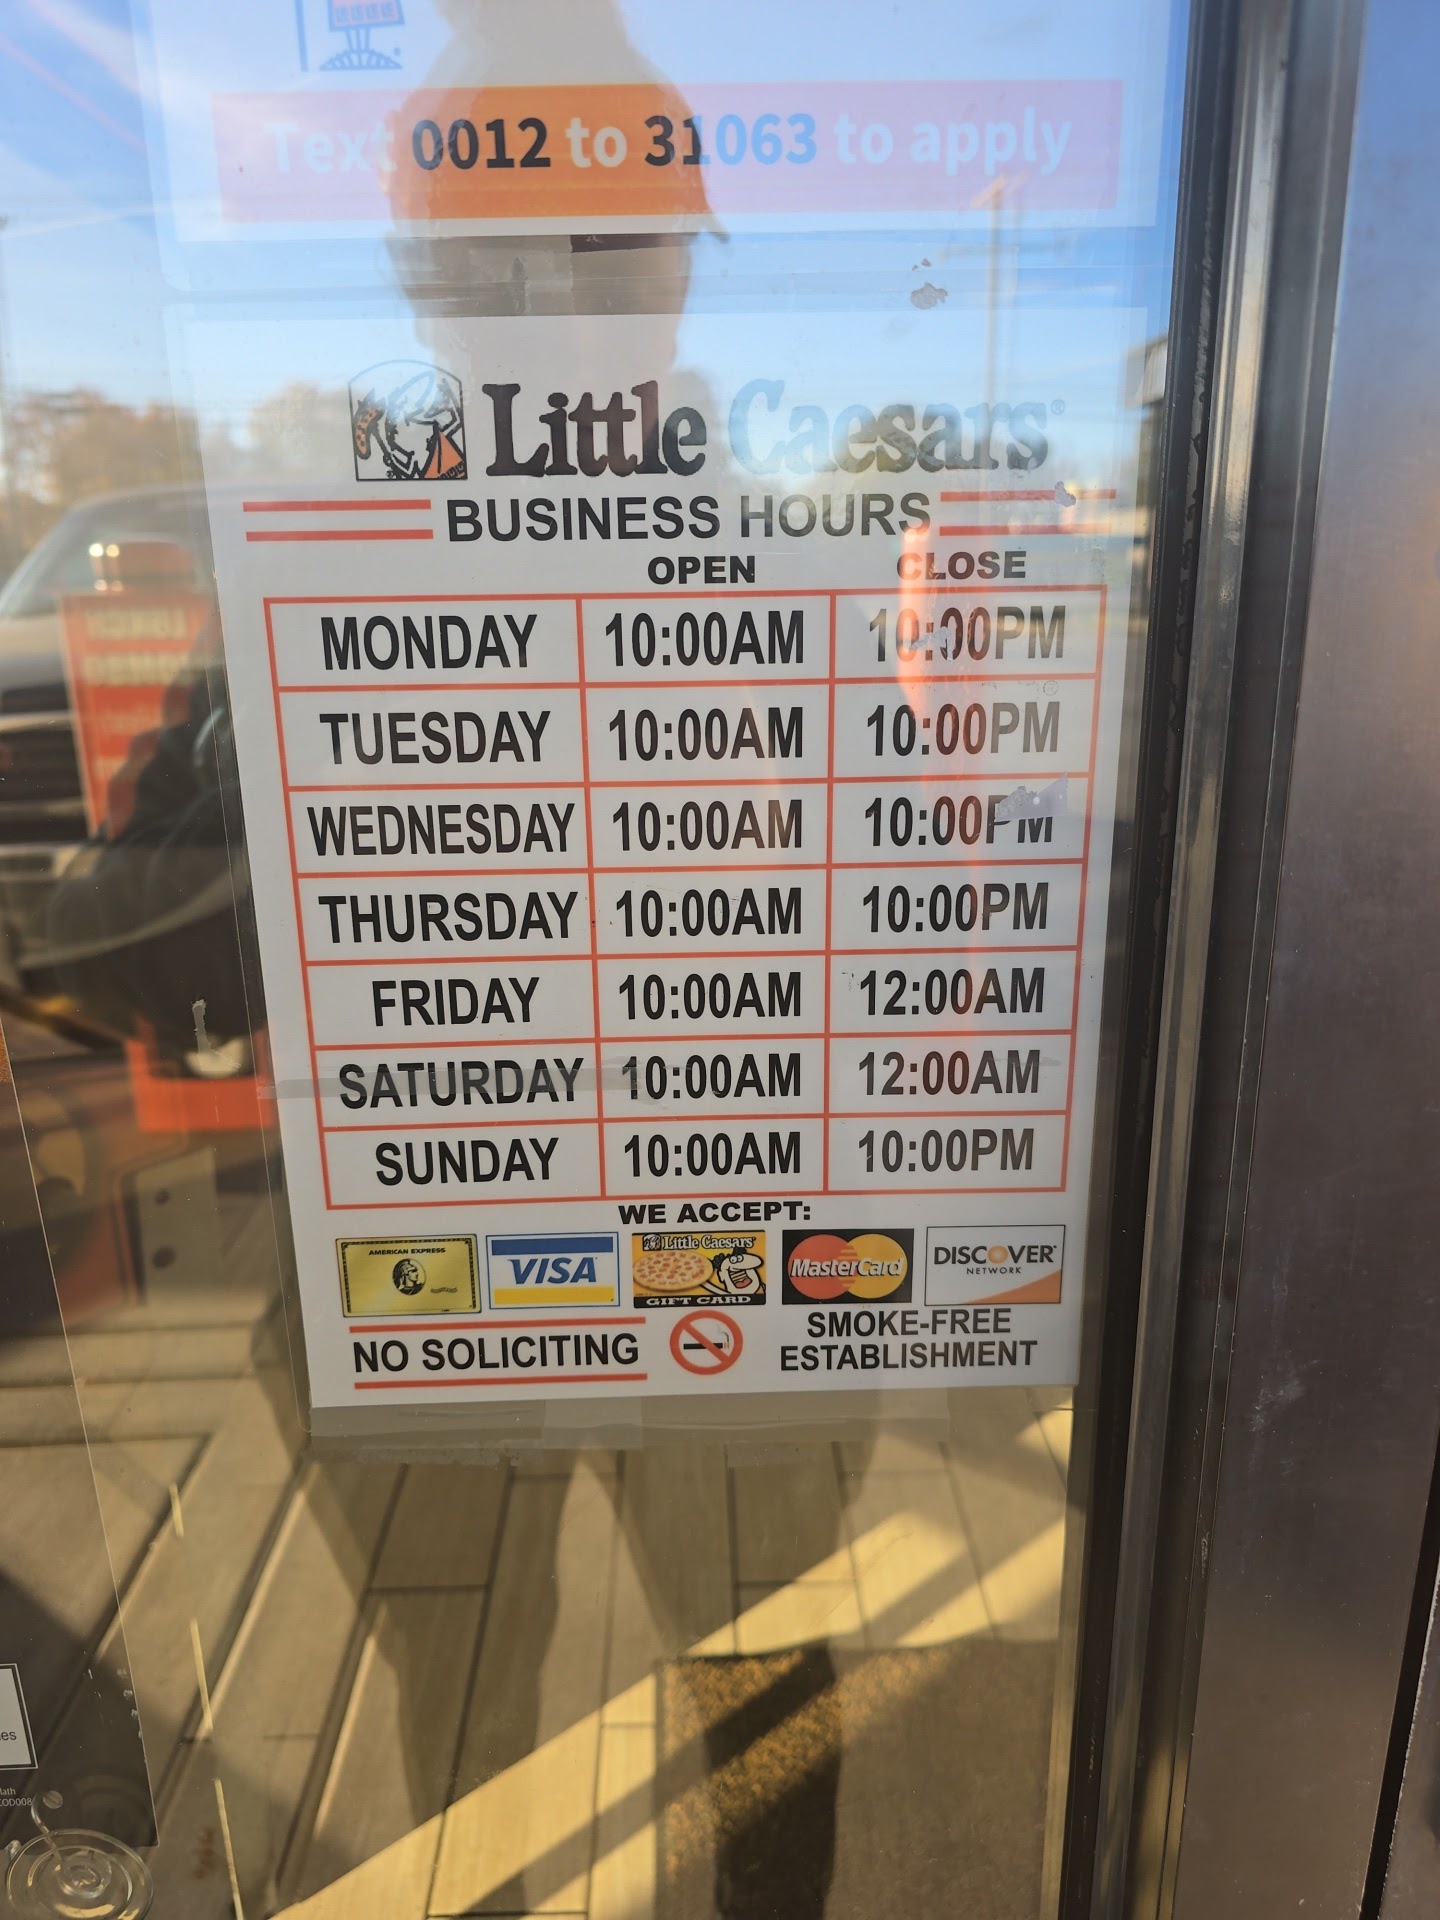 Text 0012 to 31063 to apply
Little Caesars®
BUSINESS HOURS
OPEN CLOSE
MONDAY 10:00AM 10:00PM
TUESDAY 10:00AM 10:00PM
WEDNESDAY 10:00AM 10:00PM
THURSDAY 10:00AM 10:00PM
FRIDAY 10:00AM 12:00AM
SATURDAY 10:00AM 12:00AM
SUNDAY 10:00AM 10:00PM
WE ACCEPT:
AMERICAN EXPRESS
VISA
Little Caesars
GIFT CARD
MasterCard
DISCOVER
NETWORK
NO SOLICITING
SMOKE-FREE
ESTABLISHMENT